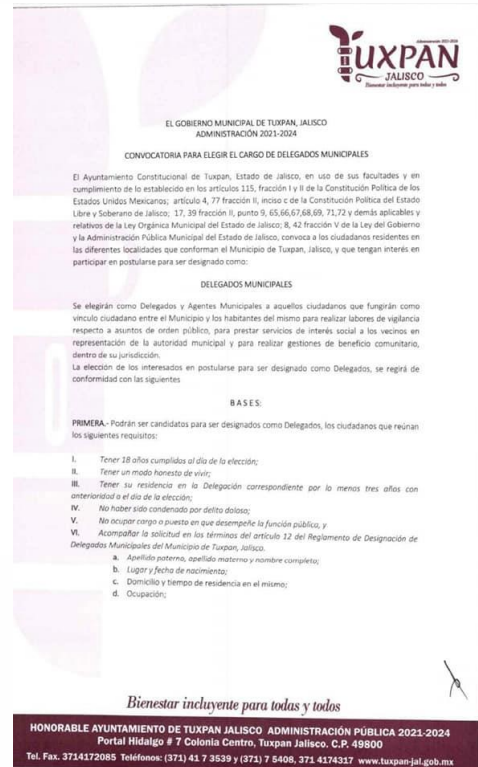 Administración 2021-2024
TUXPAN
JALISCO
Bienestar incluyente para todas y todos
EL GOBIERNO MUNICIPAL DE TUXPAN, JALISCO
ADMINISTRACIÓN 2021-2024
CONVOCATORIA PARA ELEGIR EL CARGO DE DELEGADOS MUNICIPALES
El Ayuntamiento Constitucional de Tuxpan, Estado de Jalisco, en uso de sus facultades y en
cumplimiento de lo establecido en los artículos 115, fracción I y II de la Constitución Política de los
Estados Unidos Mexicanos; artículo 4, 77 fracción II, inciso c de la Constitución Política del Estado
Libre y Soberano de Jalisco; 17, 39 fracción II, punto 9, 65,66,67,68,69, 71,72 y demás aplicables y
relativos de la Ley Orgánica Municipal del Estado de Jalisco; 8, 42 fracción V de la Ley del Gobierno
y la Administración Pública Municipal del Estado de Jalisco, convoca a los ciudadanos residentes en
las diferentes localidades que conforman el Municipio de Tuxpan, Jalisco, y que tengan interés en
participar en postularse para ser designado como:
DELEGADOS MUNICIPALES
Se elegirán como Delegados y Agentes Municipales a aquellos ciudadanos que fungirán como
vínculo ciudadano entre el Municipio y los habitantes del mismo para realizar labores de vigilancia
respecto a asuntos de orden público, para prestar servicios de interés social a los vecinos en
representación de la autoridad municipal y para realizar gestiones de beneficio comunitario,
dentro de su jurisdicción.
La elección de los interesados en postularse para ser designado como Delegados, se regirá de
conformidad con las siguientes
B A S E S:
PRIMERA.- Podrán ser candidatos para ser designados como Delegados, los ciudadanos que reúnan
los siguientes requisitos:
I. Tener 18 años cumplidos al día de la elección;
II. Tener un modo honesto de vivir;
III. Tener su residencia en la Delegación correspondiente por lo menos tres años con
anterioridad a el día de la elección;
IV. No haber sido condenado por delito doloso;
V. No ocupar cargo o puesto en que desempeñe la función pública, y
VI. Acompañar la solicitud en los términos del artículo 12 del Reglamento de Designación de
Delegados Municipales del Municipio de Tuxpan, Jalisco.
a. Apellido paterno, apellido materno y nombre completo;
b. Lugar y fecha de nacimiento;
c. Domicilio y tiempo de residencia en el mismo;
d. Ocupación;
Bienestar incluyente para todas y todos
HONORABLE AYUNTAMIENTO DE TUXPAN JALISCO ADMINISTRACIÓN PÚBLICA 2021-2024
Portal Hidalgo # 7 Colonia Centro, Tuxpan Jalisco. C.P. 49800
Tel. Fax. 3714172085 Teléfonos: (371) 41 7 3539 y (371) 7 5408, 371 4174317 www.tuxpan-jal.gob.mx